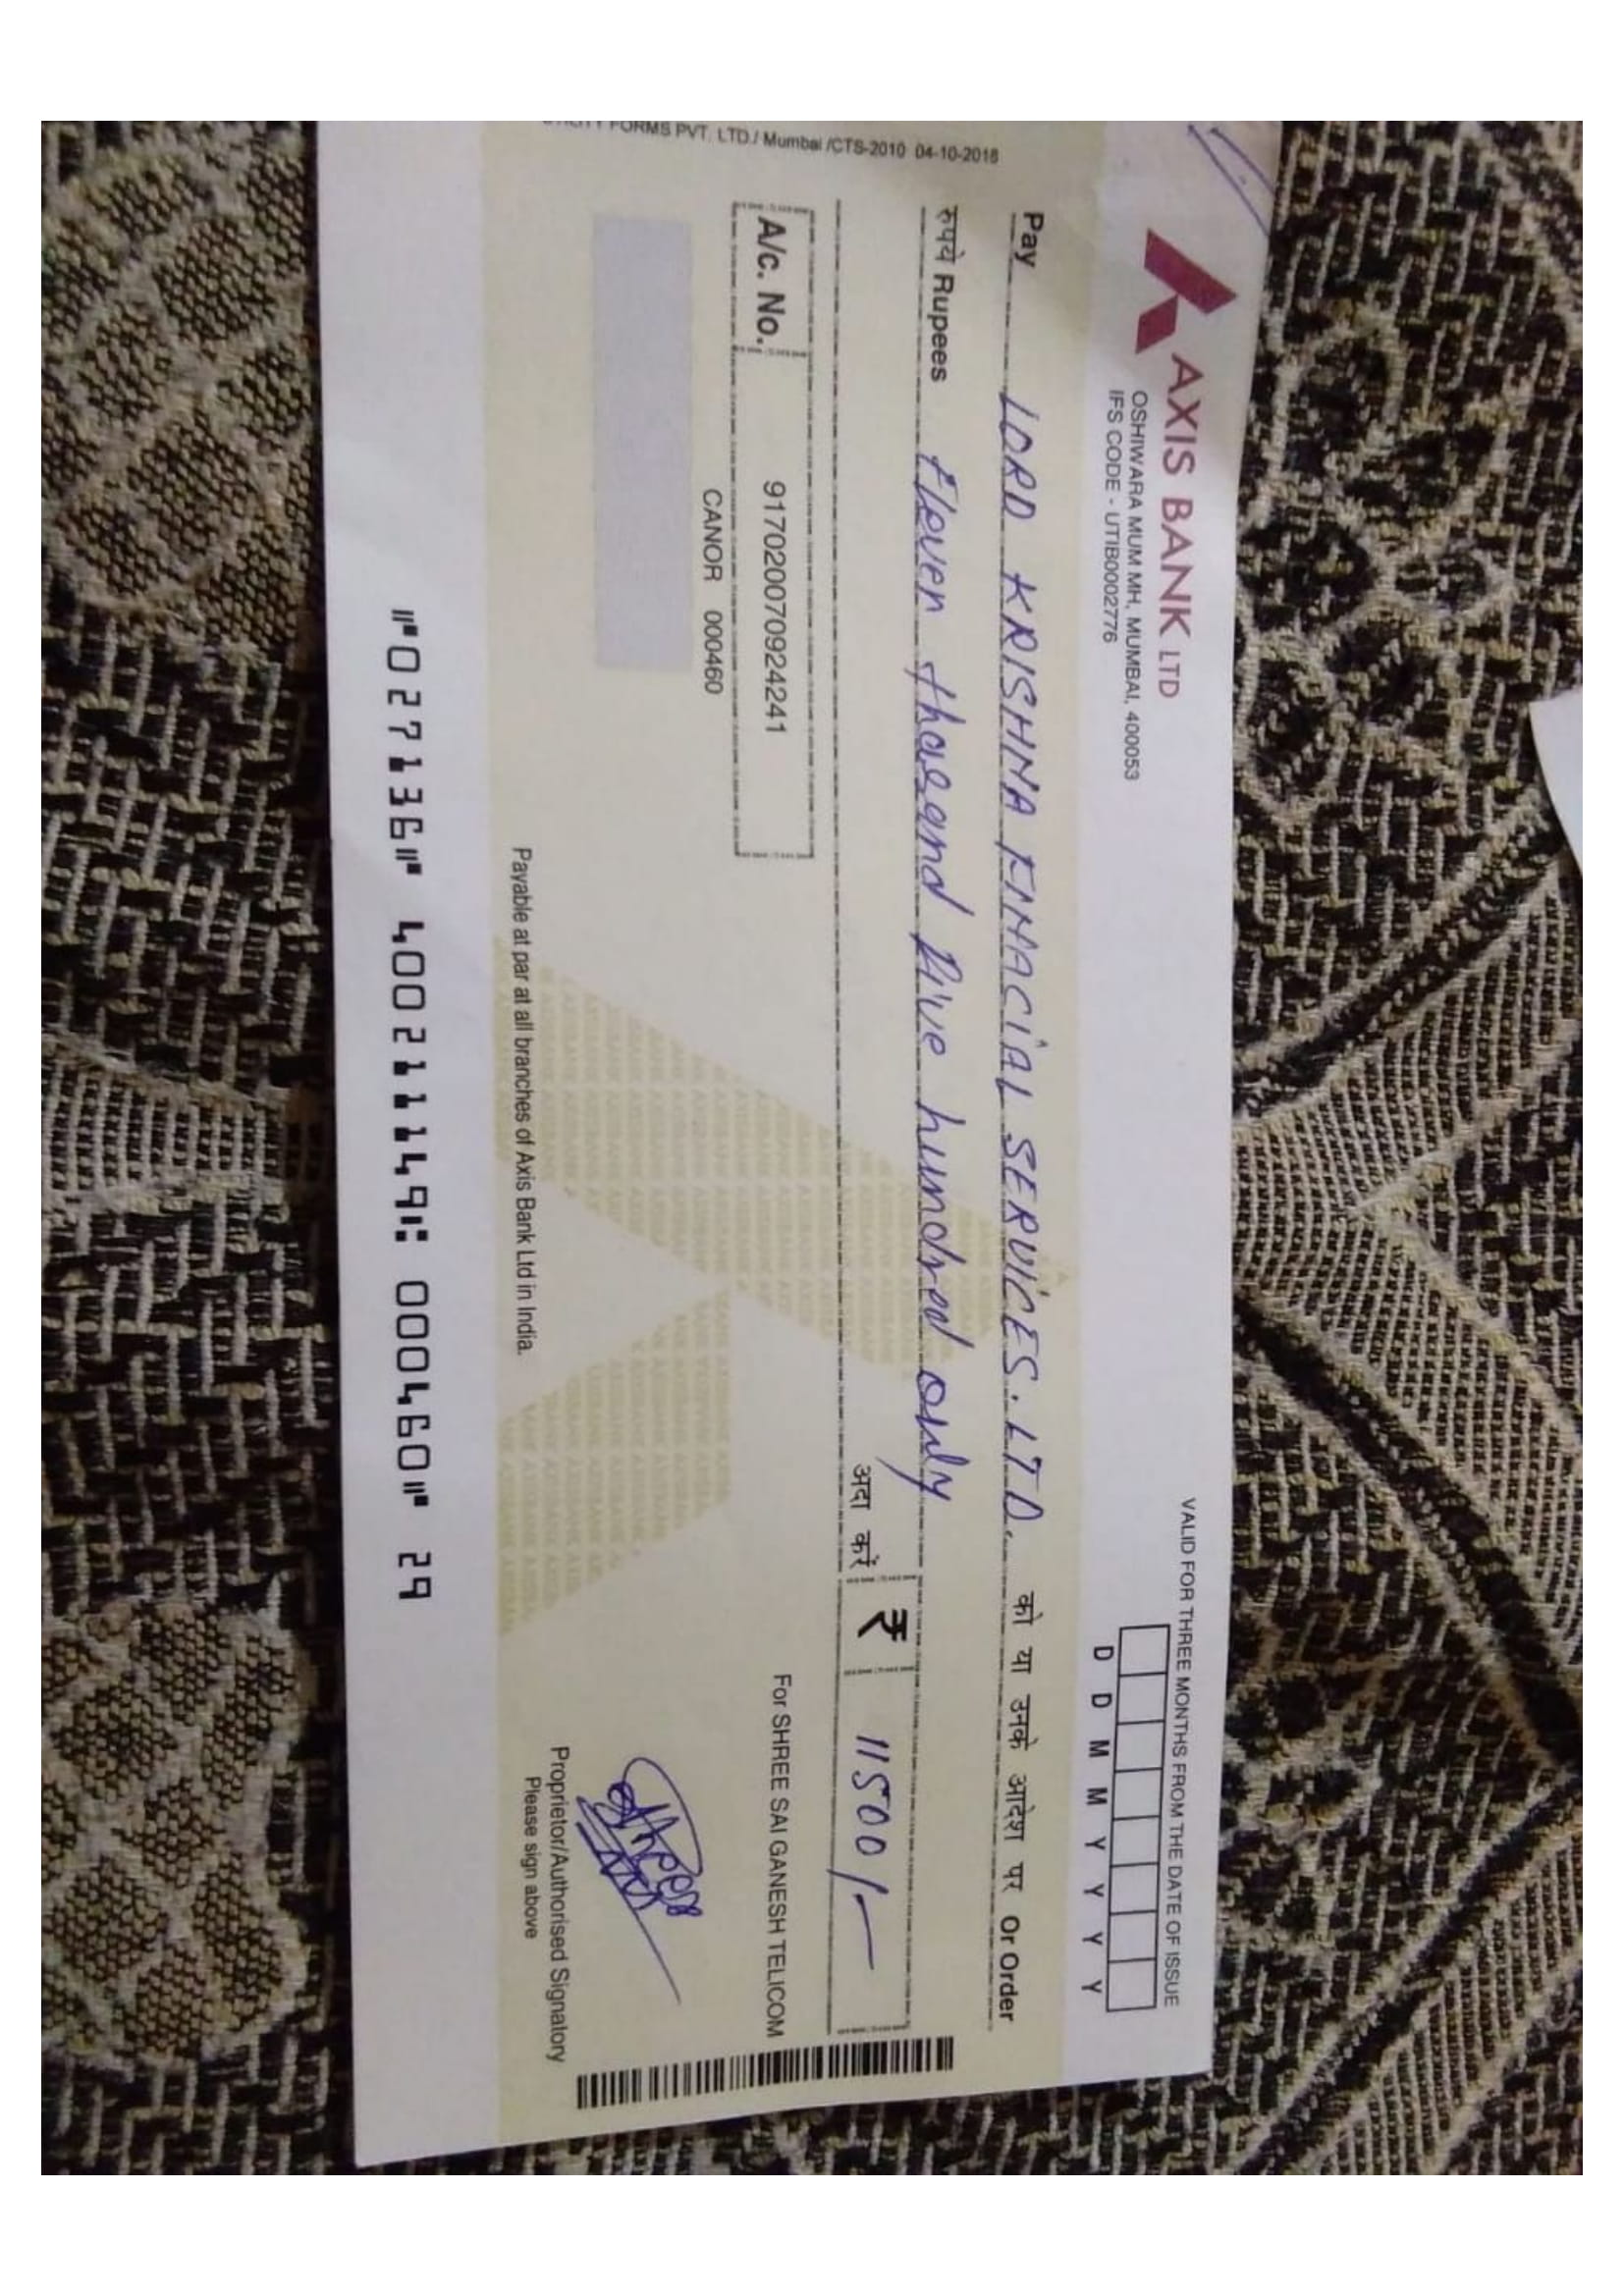 AXIS BANK LTD
OSHIWARA MUM MH, MUMBAI, 400053
IFS CODE - UTIB0002776
VALID FOR THREE MONTHS FROM THE DATE OF ISSUE
D D M M Y Y Y Y
Pay LORD KRISHNA FINACIAL SERVICES. LTD. को या उनके आदेश पर Or Order
रुपये Rupees Eleven thosand five hundred only
अदा करें ₹ 11500/-
A/c. No. 917020070924241
CANOR 000460
For SHREE SAI GANESH TELICOM
Proprietor/Authorised Signatory
Please sign above
Payable at par at all branches of Axis Bank Ltd in India.
⑈027136⑈ 400211149⑆ 000460⑈ 29
FORMS PVT. LTD./ Mumbai /CTS-2010 04-10-2018